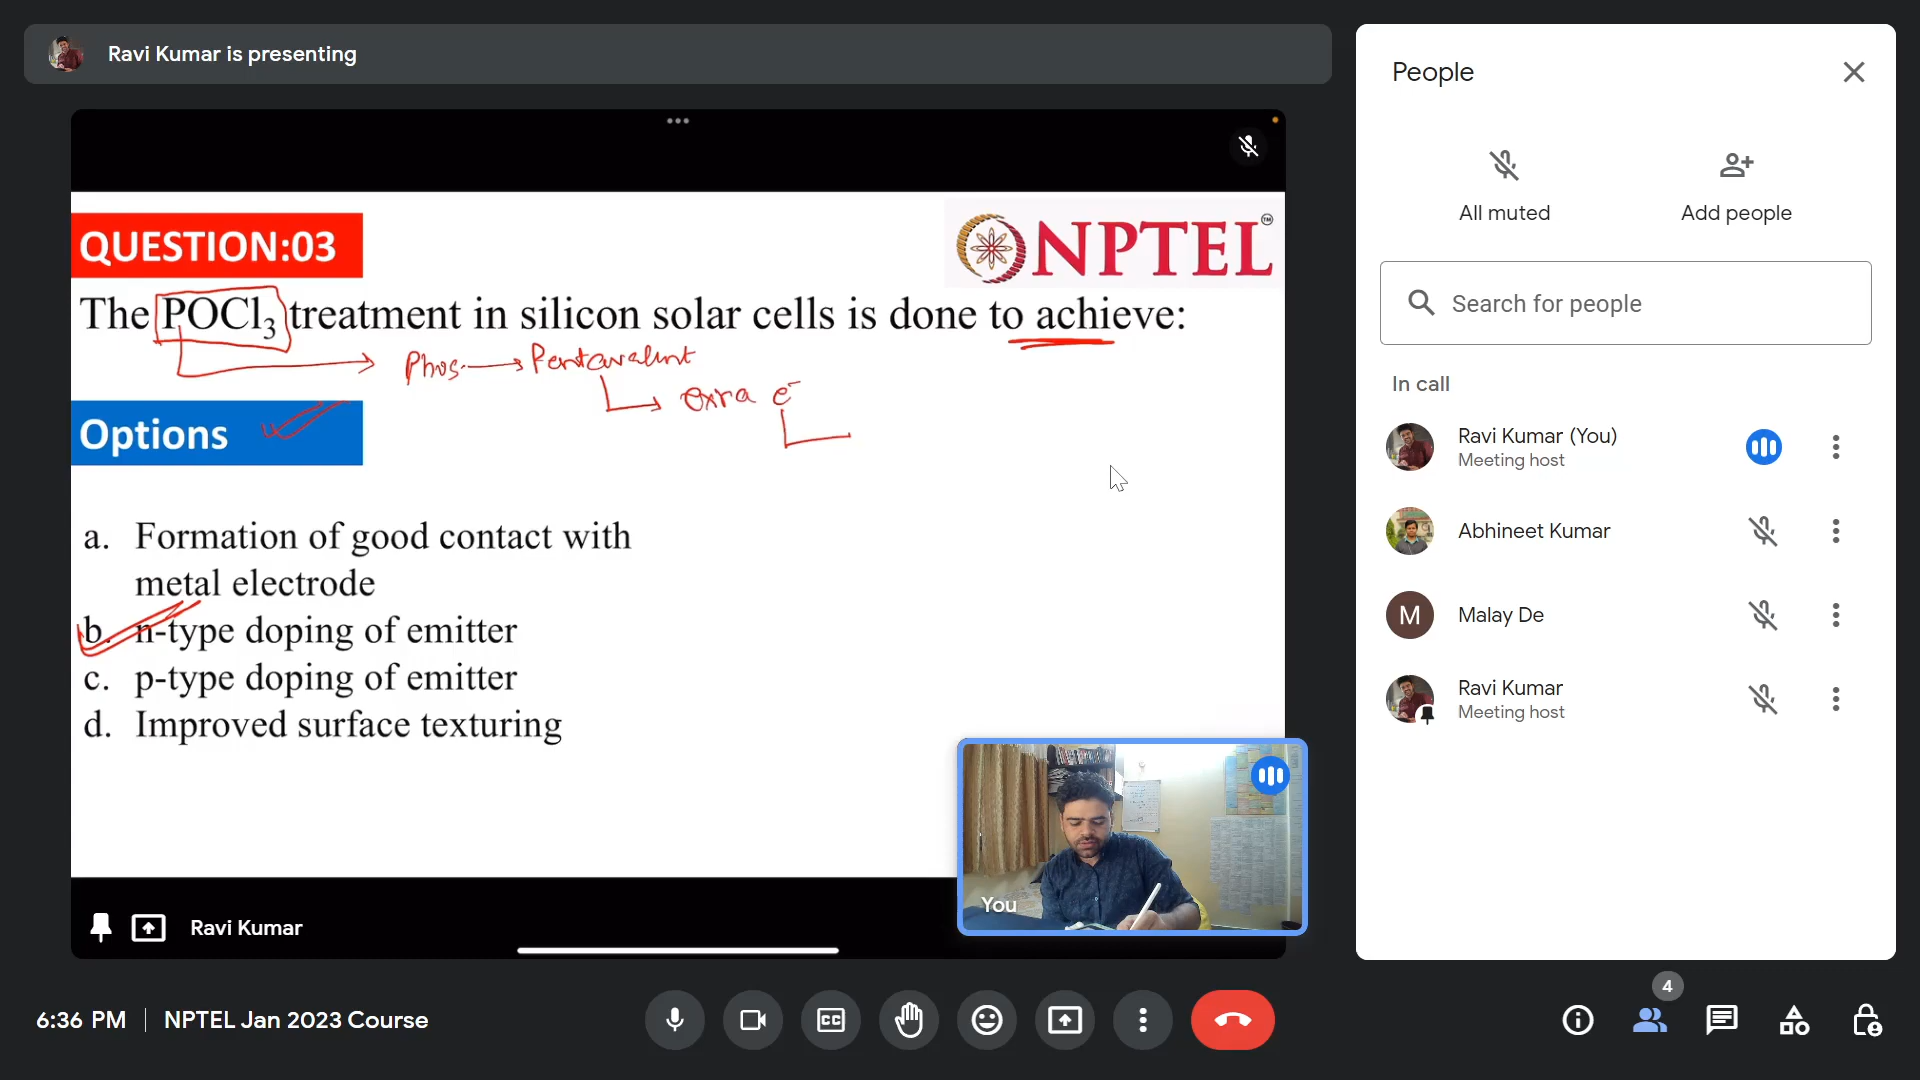 Ravi Kumar is presenting
QUESTION:03
NPTEL™
The POCl₃ treatment in silicon solar cells is done to achieve:
Phos. → Pentavalent
exra e⁻
Options
a. Formation of good contact with
metal electrode
b. n-type doping of emitter
c. p-type doping of emitter
d. Improved surface texturing
You
Ravi Kumar
People
All muted
Add people
Search for people
In call
Ravi Kumar (You)
Meeting host
Abhineet Kumar
M
Malay De
Ravi Kumar
Meeting host
6:36 PM | NPTEL Jan 2023 Course
CC
4